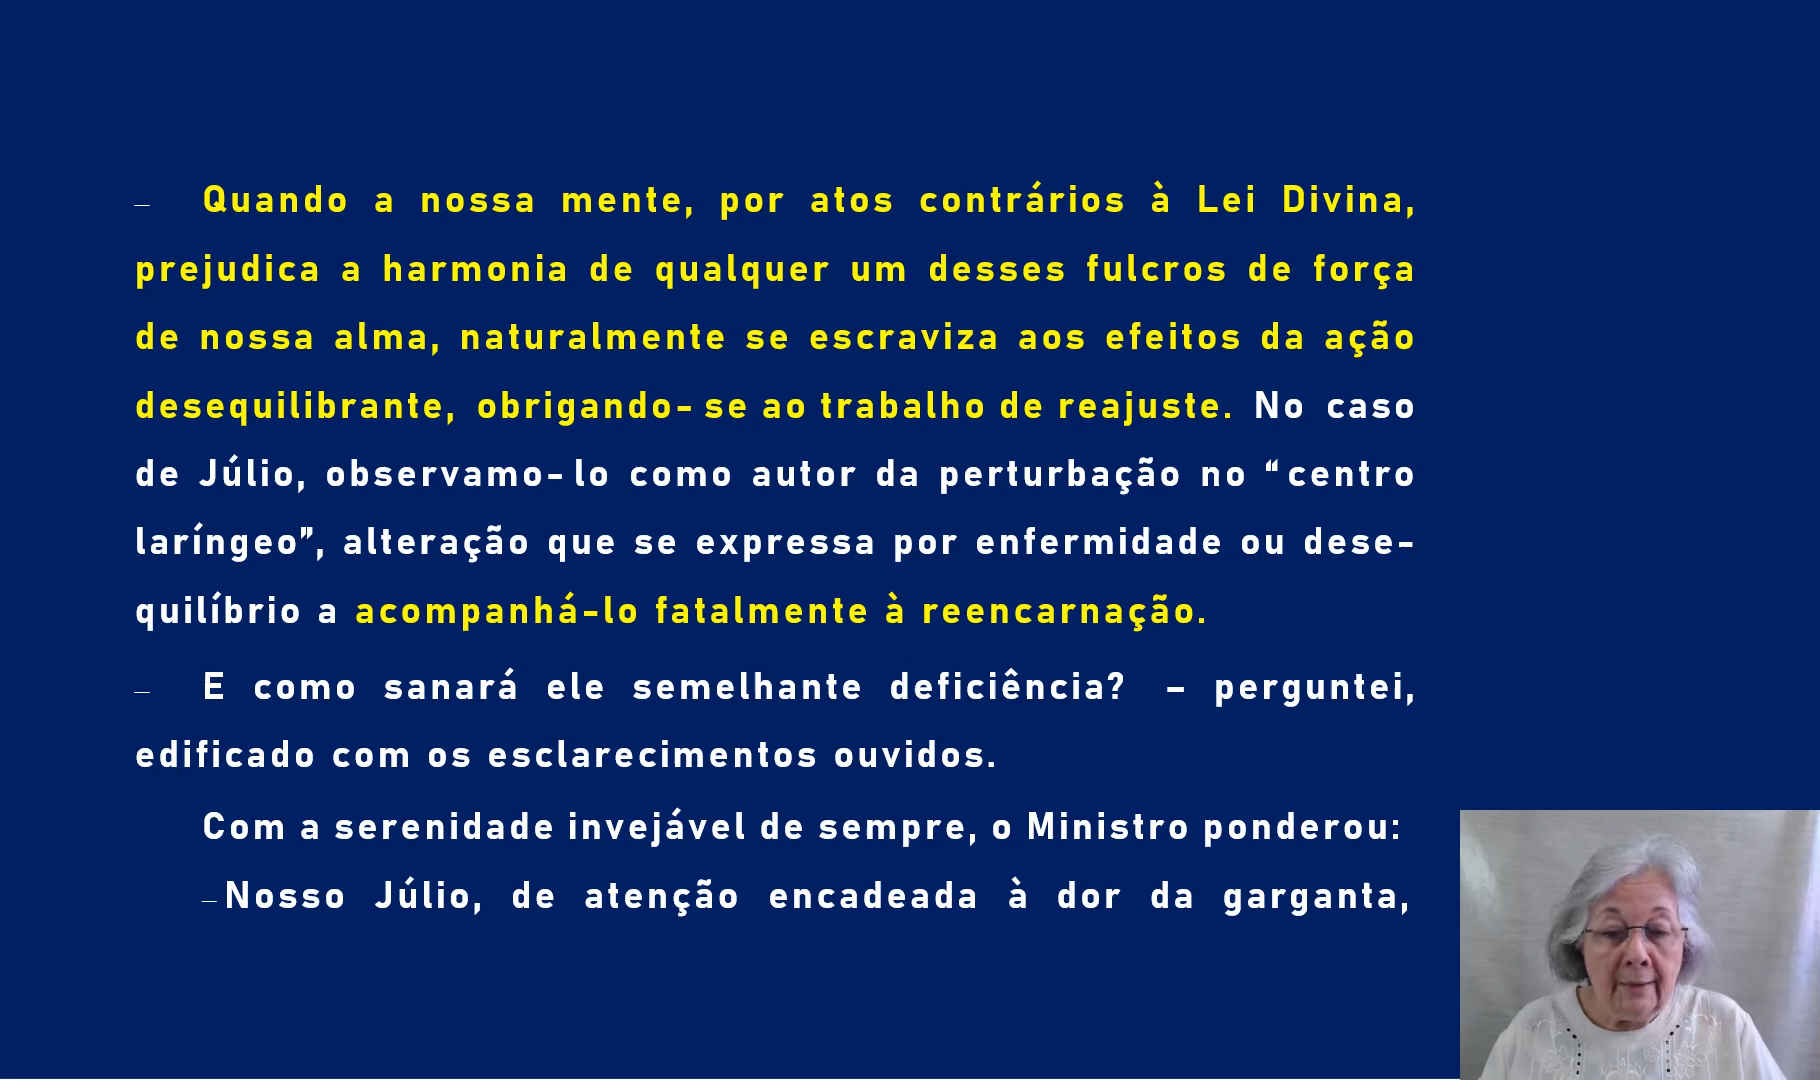 – Quando a nossa mente, por atos contrários à Lei Divina,
prejudica a harmonia de qualquer um desses fulcros de força
de nossa alma, naturalmente se escraviza aos efeitos da ação
desequilibrante, obrigando-se ao trabalho de reajuste. No caso
de Júlio, observamo-lo como autor da perturbação no “centro
laríngeo”, alteração que se expressa por enfermidade ou dese-
quilíbrio a acompanhá-lo fatalmente à reencarnação.
– E como sanará ele semelhante deficiência? – perguntei,
edificado com os esclarecimentos ouvidos.
Com a serenidade invejável de sempre, o Ministro ponderou:
–Nosso Júlio, de atenção encadeada à dor da garganta,